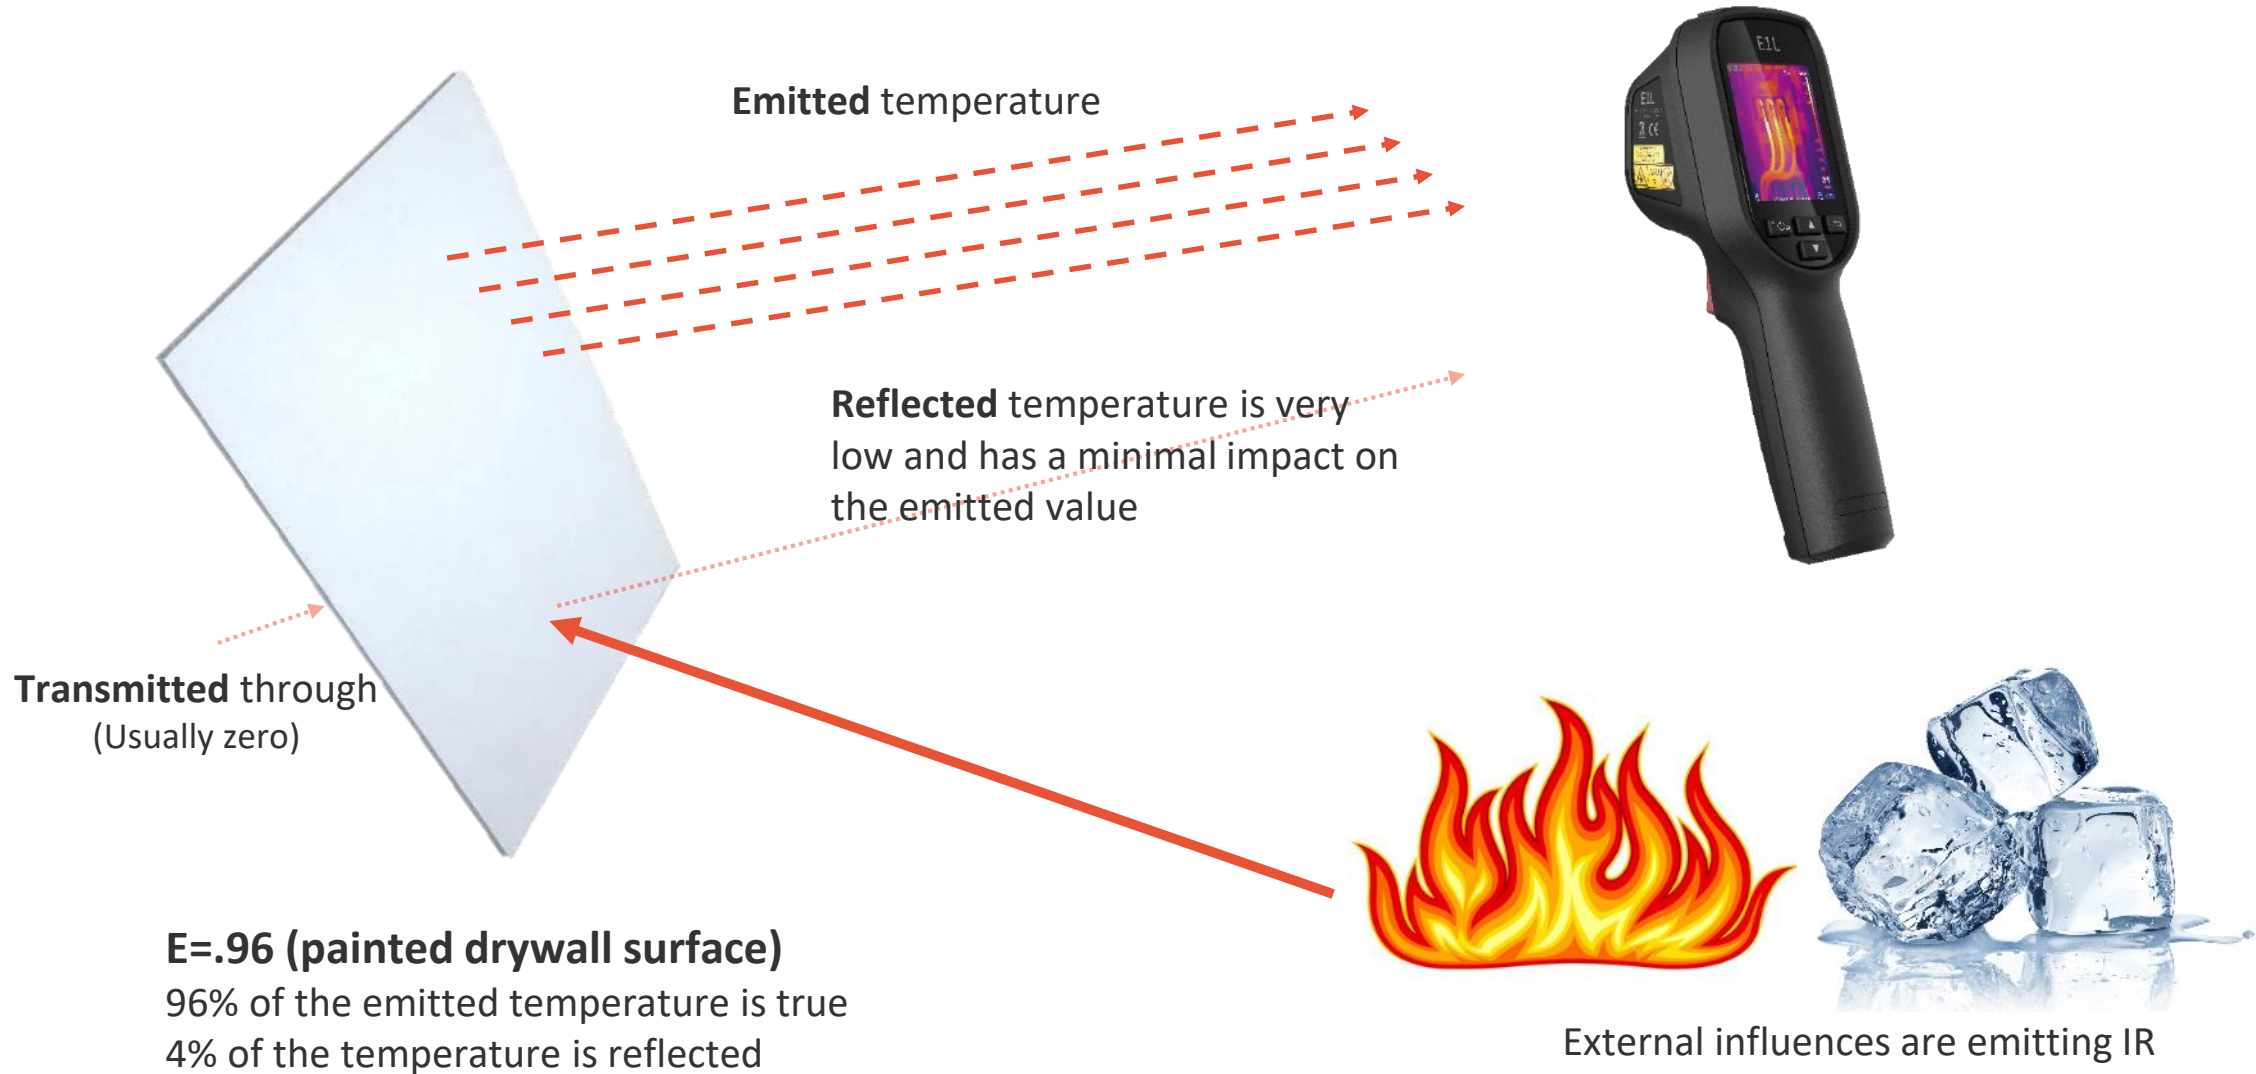 E1L
E1L
CE
Emitted temperature
Reflected temperature is very
low and has a minimal impact on
the emitted value
Transmitted through
(Usually zero)
E=.96 (painted drywall surface)
96% of the emitted temperature is true
4% of the temperature is reflected
External influences are emitting IR